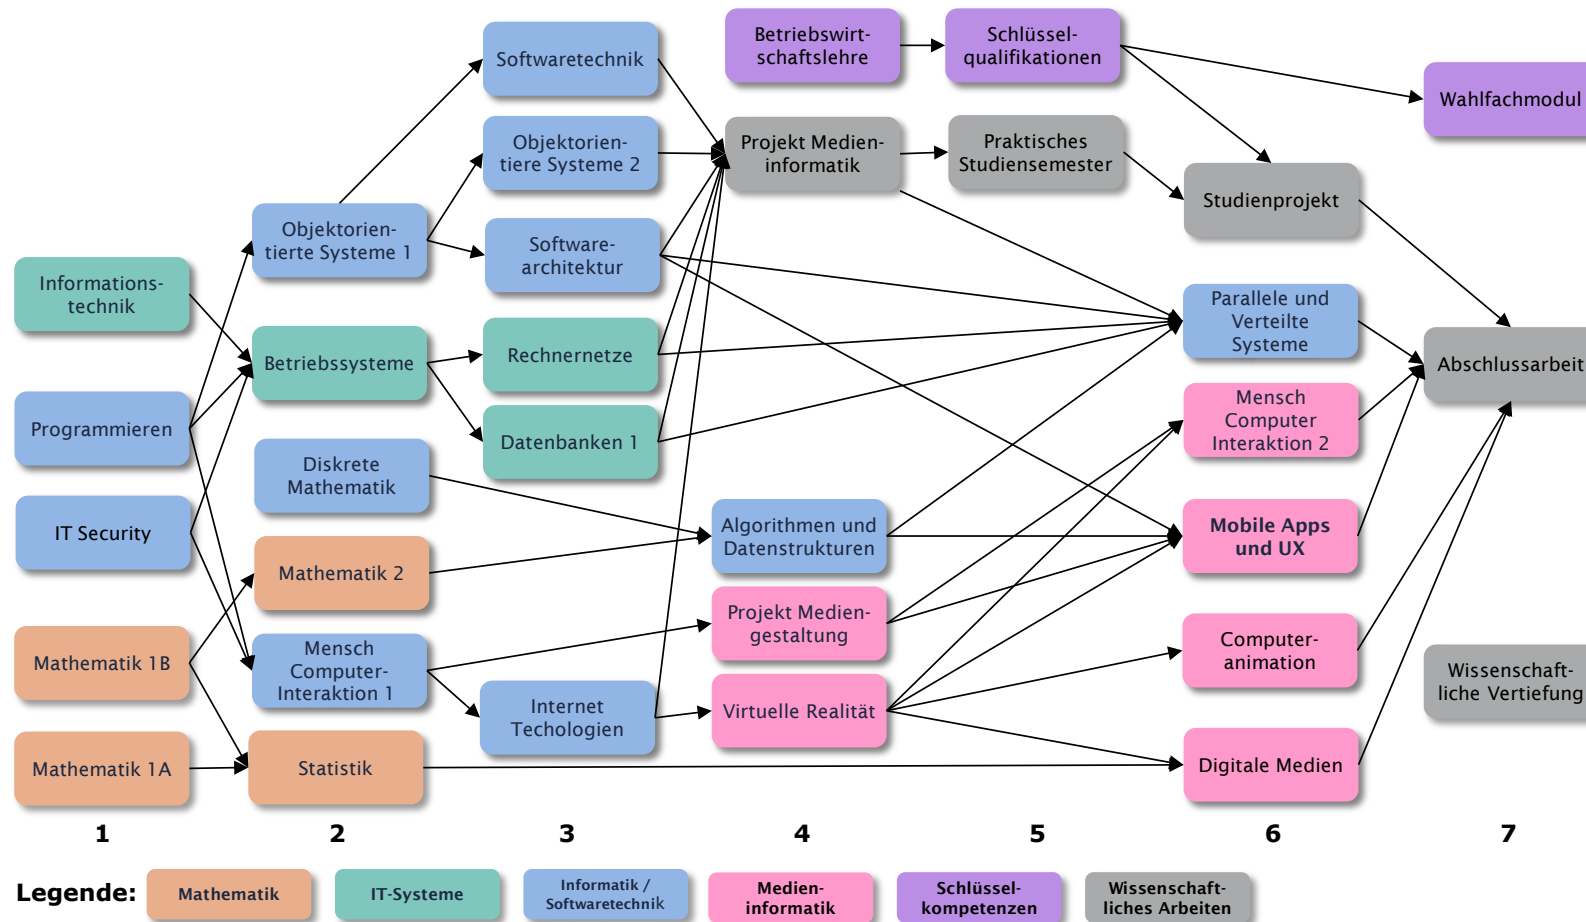 Informations-
technik
Programmieren
IT Security
Mathematik 1B
Mathematik 1A
1
Objektorien-
tierte Systeme 1
Betriebssysteme
Diskrete
Mathematik
Mathematik 2
Mensch
Computer-
Interaktion 1
Statistik
2
Softwaretechnik
Objektorien-
tiere Systeme 2
Software-
architektur
Rechnernetze
Datenbanken 1
Internet
Techologien
3
Betriebswirt-
schaftslehre
Projekt Medien-
informatik
Algorithmen und
Datenstrukturen
Projekt Medien-
gestaltung
Virtuelle Realität
4
Schlüssel-
qualifikationen
Praktisches
Studiensemester
5
Studienprojekt
Parallele und
Verteilte
Systeme
Mensch
Computer
Interaktion 2
Mobile Apps
und UX
Computer-
animation
Digitale Medien
6
Wahlfachmodul
Abschlussarbeit
Wissenschaft-
liche Vertiefung
7
Legende:
Mathematik
IT-Systeme
Informatik /
Softwaretechnik
Medien-
informatik
Schlüssel-
kompetenzen
Wissenschaft-
liches Arbeiten